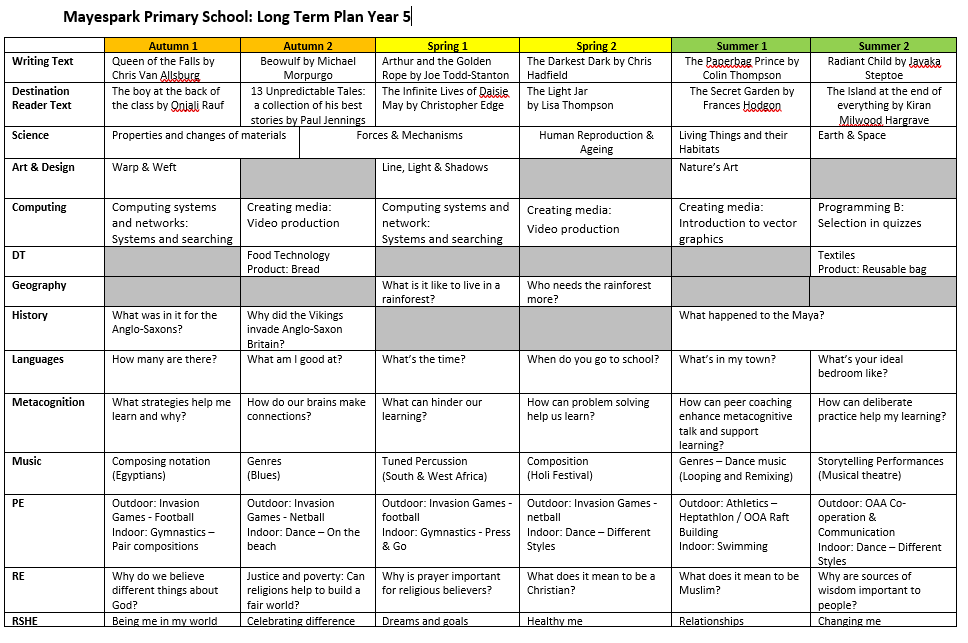 Mayespark Primary School: Long Term Plan Year 5
Autumn 1
Autumn 2
Spring 1
Spring 2
Summer 1
Summer 2
Writing Text
Queen of the Falls by
Chris Van Allsburg
Beowulf by Michael
Morpurgo
Arthur and the Golden
Rope by Joe Todd-Stanton
The Darkest Dark by Chris
Hadfield
The Paperbag Prince by
Colin Thompson
Radiant Child by Javaka
Steptoe
Destination
Reader Text
The boy at the back of
the class by Onjali Rauf
13 Unpredictable Tales:
a collection of his best
stories by Paul Jennings
The Infinite Lives of Daisie
May by Christopher Edge
The Light Jar
by Lisa Thompson
The Secret Garden by
Frances Hodgon
The Island at the end of
everything by Kiran
Milwood Hargrave
Science
Properties and changes of materials
Forces & Mechanisms
Human Reproduction &
Ageing
Living Things and their
Habitats
Earth & Space
Art & Design
Warp & Weft
Line, Light & Shadows
Nature's Art
Computing
Computing systems
and networks:
Systems and searching
Creating media:
Video production
Computing systems and
network:
Systems and searching
Creating media:
Video production
Creating media:
Introduction to vector
graphics
Programming B:
Selection in quizzes
DT
Food Technology
Product: Bread
Textiles
Product: Reusable bag
Geography
What is it like to live in a
rainforest?
Who needs the rainforest
more?
History
What was in it for the
Anglo-Saxons?
Why did the Vikings
invade Anglo-Saxon
Britain?
What happened to the Maya?
Languages
How many are there?
What am I good at?
What's the time?
When do you go to school?
What's in my town?
What's your ideal
bedroom like?
Metacognition
What strategies help me
learn and why?
How do our brains make
connections?
What can hinder our
learning?
How can problem solving
help us learn?
How can peer coaching
enhance metacognitive
talk and support
learning?
How can deliberate
practice help my learning?
Music
Composing notation
(Egyptians)
Genres
(Blues)
Tuned Percussion
(South & West Africa)
Composition
(Holi Festival)
Genres – Dance music
(Looping and Remixing)
Storytelling Performances
(Musical theatre)
PE
Outdoor: Invasion
Games - Football
Indoor: Gymnastics –
Pair compositions
Outdoor: Invasion
Games - Netball
Indoor: Dance – On the
beach
Outdoor: Invasion Games -
football
Indoor: Gymnastics - Press
& Go
Outdoor: Invasion Games -
netball
Indoor: Dance – Different
Styles
Outdoor: Athletics –
Heptathlon / OOA Raft
Building
Indoor: Swimming
Outdoor: OAA Co-
operation &
Communication
Indoor: Dance – Different
Styles
RE
Why do we believe
different things about
God?
Justice and poverty: Can
religions help to build a
fair world?
Why is prayer important
for religious believers?
What does it mean to be a
Christian?
What does it mean to be
Muslim?
Why are sources of
wisdom important to
people?
RSHE
Being me in my world
Celebrating difference
Dreams and goals
Healthy me
Relationships
Changing me